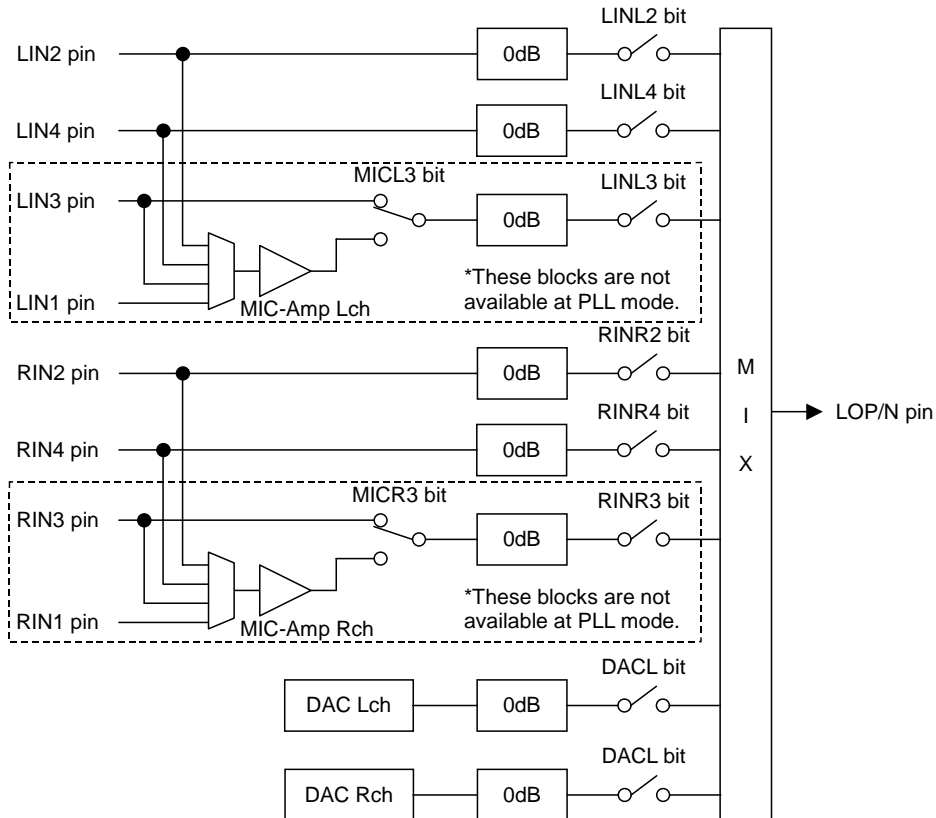 LINL2 bit
LIN2 pin
0dB
LINL4 bit
LIN4 pin
0dB
MICL3 bit
LINL3 bit
LIN3 pin
0dB
*These blocks are not
available at PLL mode.
LIN1 pin
MIC-Amp Lch
RINR2 bit
RIN2 pin
0dB
M
I
X
LOP/N pin
RINR4 bit
RIN4 pin
0dB
MICR3 bit
RINR3 bit
RIN3 pin
0dB
*These blocks are not
available at PLL mode.
RIN1 pin
MIC-Amp Rch
DACL bit
DAC Lch
0dB
DACL bit
DAC Rch
0dB